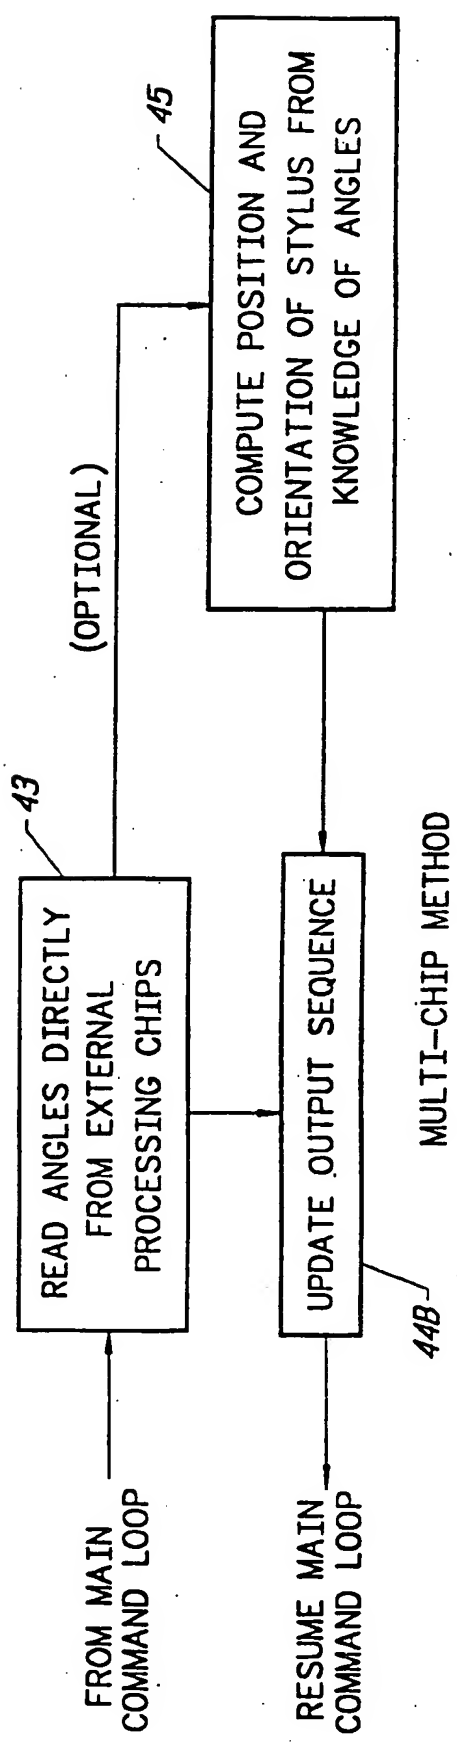 FROM MAIN
COMMAND LOOP
READ ANGLES DIRECTLY
FROM EXTERNAL
PROCESSING CHIPS
43
(OPTIONAL)
45
COMPUTE POSITION AND
ORIENTATION OF STYLUS FROM
KNOWLEDGE OF ANGLES
UPDATE OUTPUT SEQUENCE
44B
RESUME MAIN
COMMAND LOOP
MULTI-CHIP METHOD